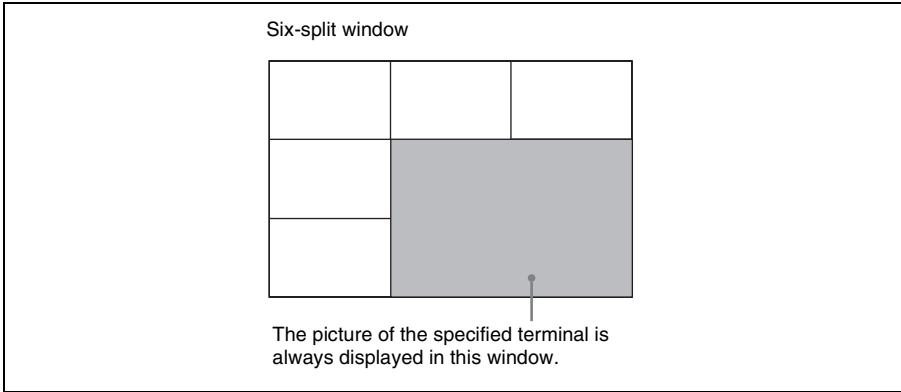 Six-split window
The picture of the specified terminal is
always displayed in this window.